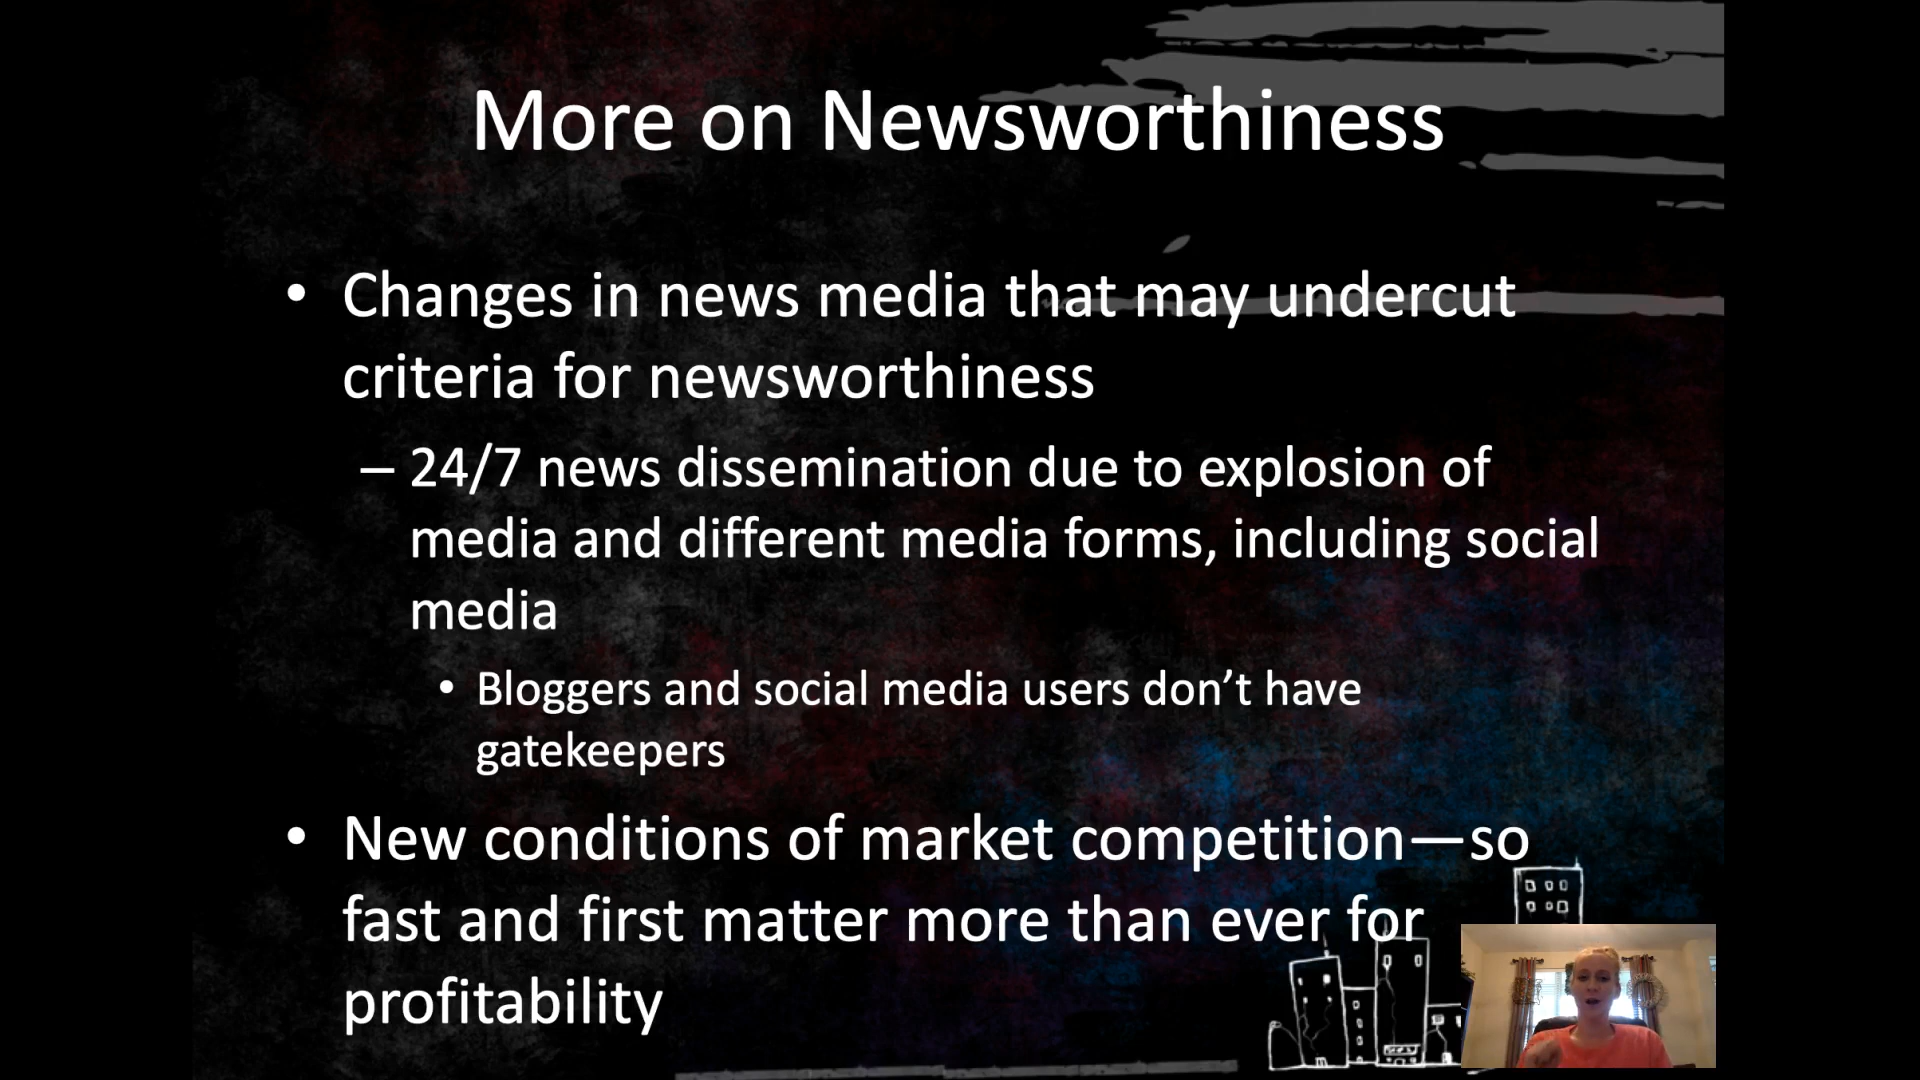 More on Newsworthiness
• Changes in news media that may undercut
criteria for newsworthiness
– 24/7 news dissemination due to explosion of
media and different media forms, including social
media
• Bloggers and social media users don’t have
gatekeepers
• New conditions of market competition—so
fast and first matter more than ever for
profitability